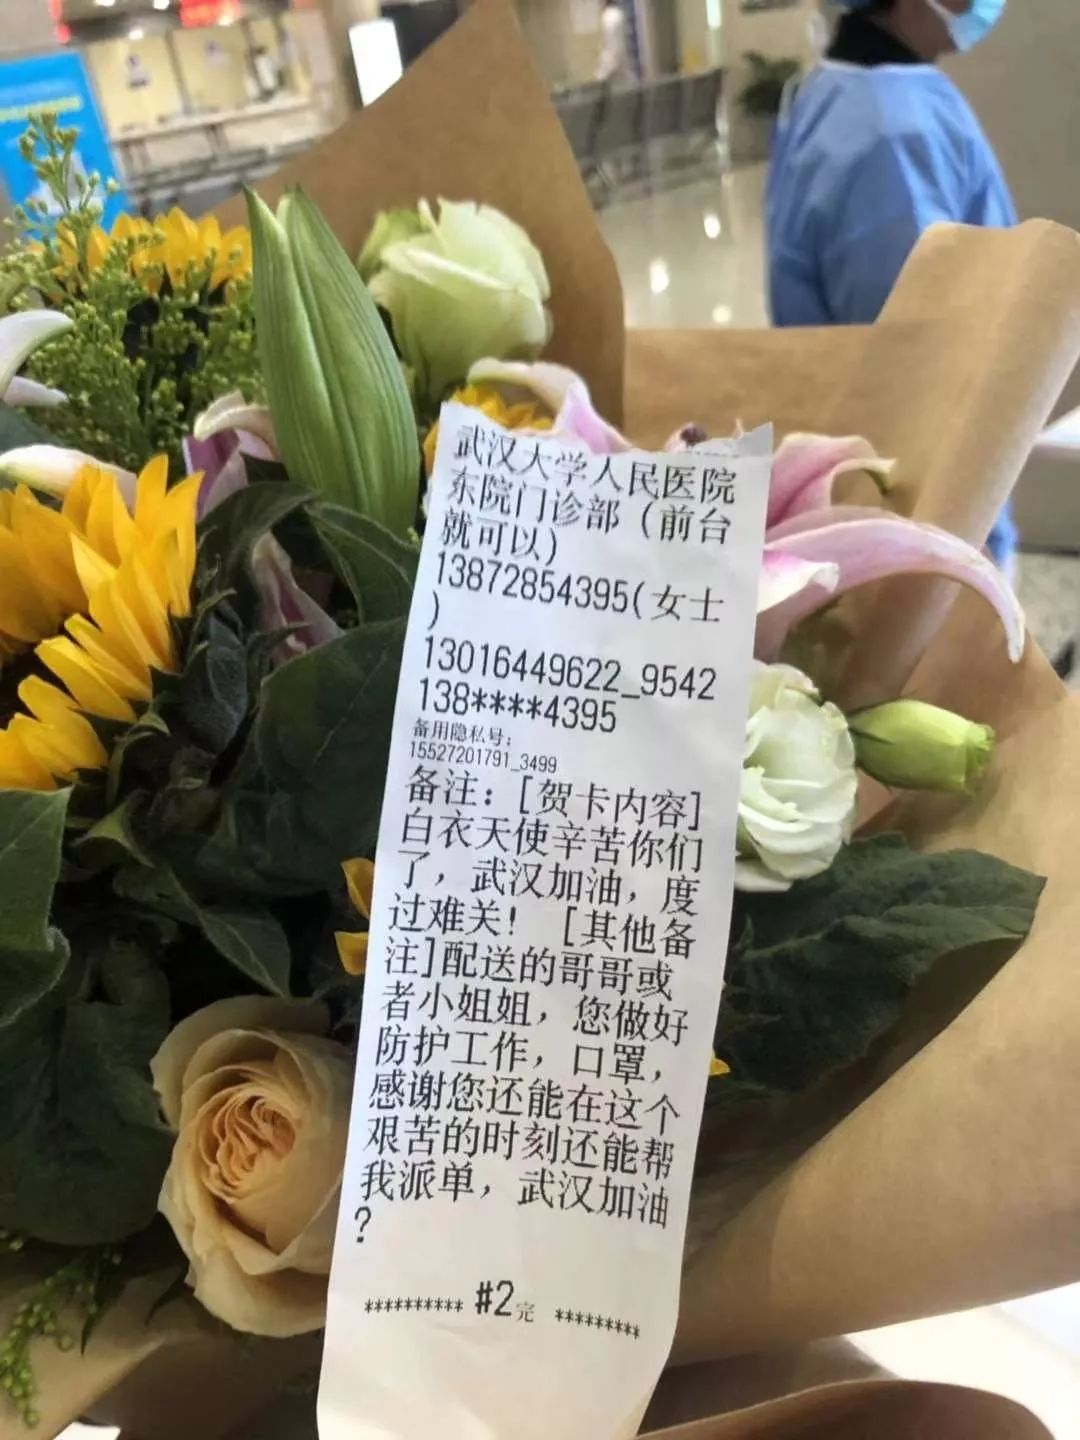 武汉大学人民医院
东院门诊部（前台
就可以）
13872854395(女士
)
13016449622_9542
138****4395
备用隐私号：
15527201791_3499
备注：[贺卡内容]
白衣天使辛苦你们
了，武汉加油，度
过难关！ [其他备
注]配送的哥哥或
者小姐姐，您做好
防护工作，口罩，
感谢您还能在这个
艰苦的时刻还能帮
我派单，武汉加油
?
********** #2完 *********